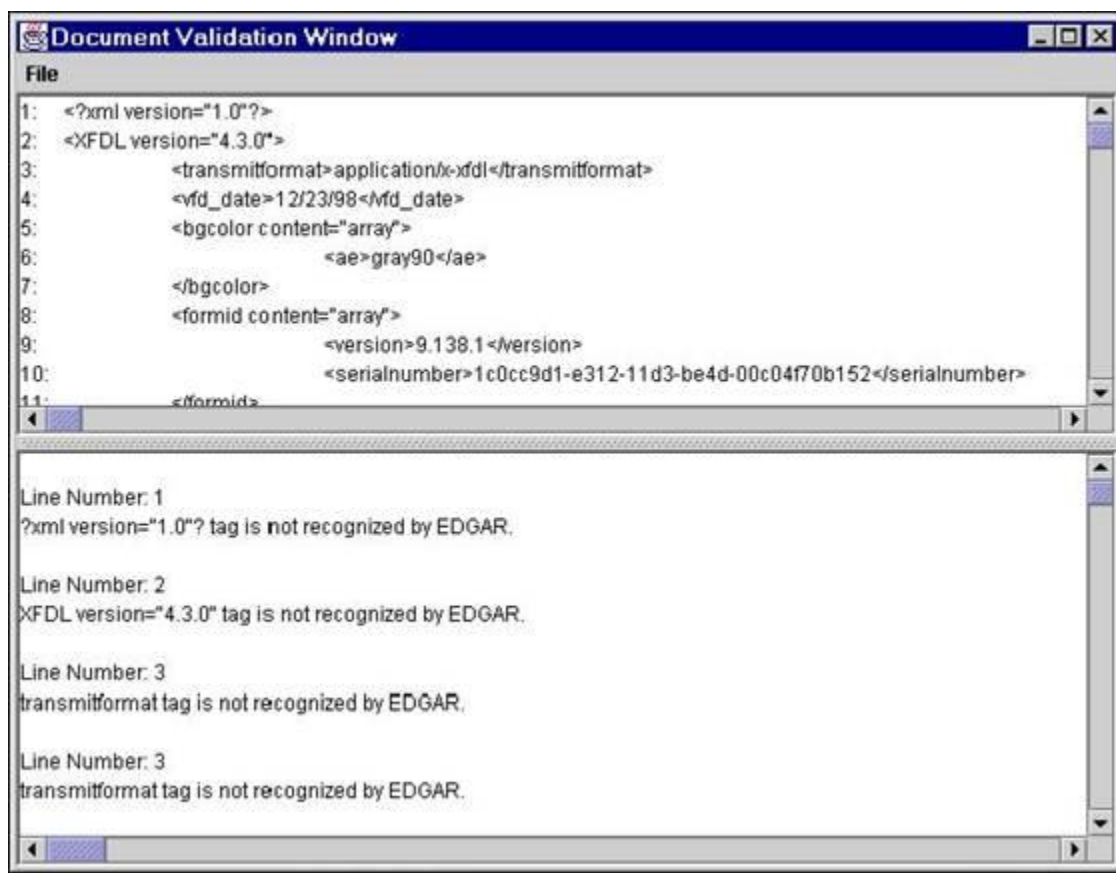 Document Validation Window
File
1: <?xml version="1.0"?>
2: <XFDL version="4.3.0">
3: <transmitformat>application/x-xfdl</transmitformat>
4: <vfd_date>12/23/98</vfd_date>
5: <bgcolor content="array">
6: <ae>gray90</ae>
7: </bgcolor>
8: <formid content="array">
9: <version>9.138.1</version>
10: <serialnumber>1c0cc9d1-e312-11d3-be4d-00c04f70b152</serialnumber>
11: </formid>
Line Number: 1
?xml version="1.0"? tag is not recognized by EDGAR.
Line Number: 2
XFDL version="4.3.0" tag is not recognized by EDGAR.
Line Number: 3
transmitformat tag is not recognized by EDGAR.
Line Number: 3
transmitformat tag is not recognized by EDGAR.